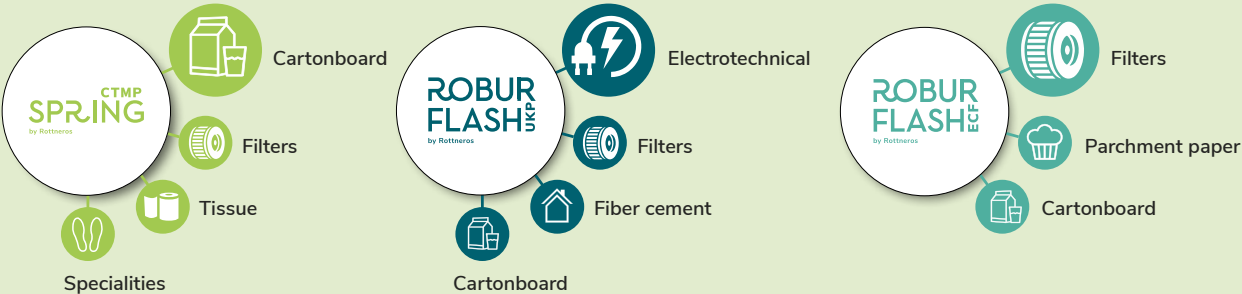 CTMP
SPRING
by Rottneros
Cartonboard
Filters
Tissue
Specialities
ROBUR
FLASH UKP
by Rottneros
Electrotechnical
Filters
Fiber cement
Cartonboard
ROBUR
FLASH ECF
by Rottneros
Filters
Parchment paper
Cartonboard